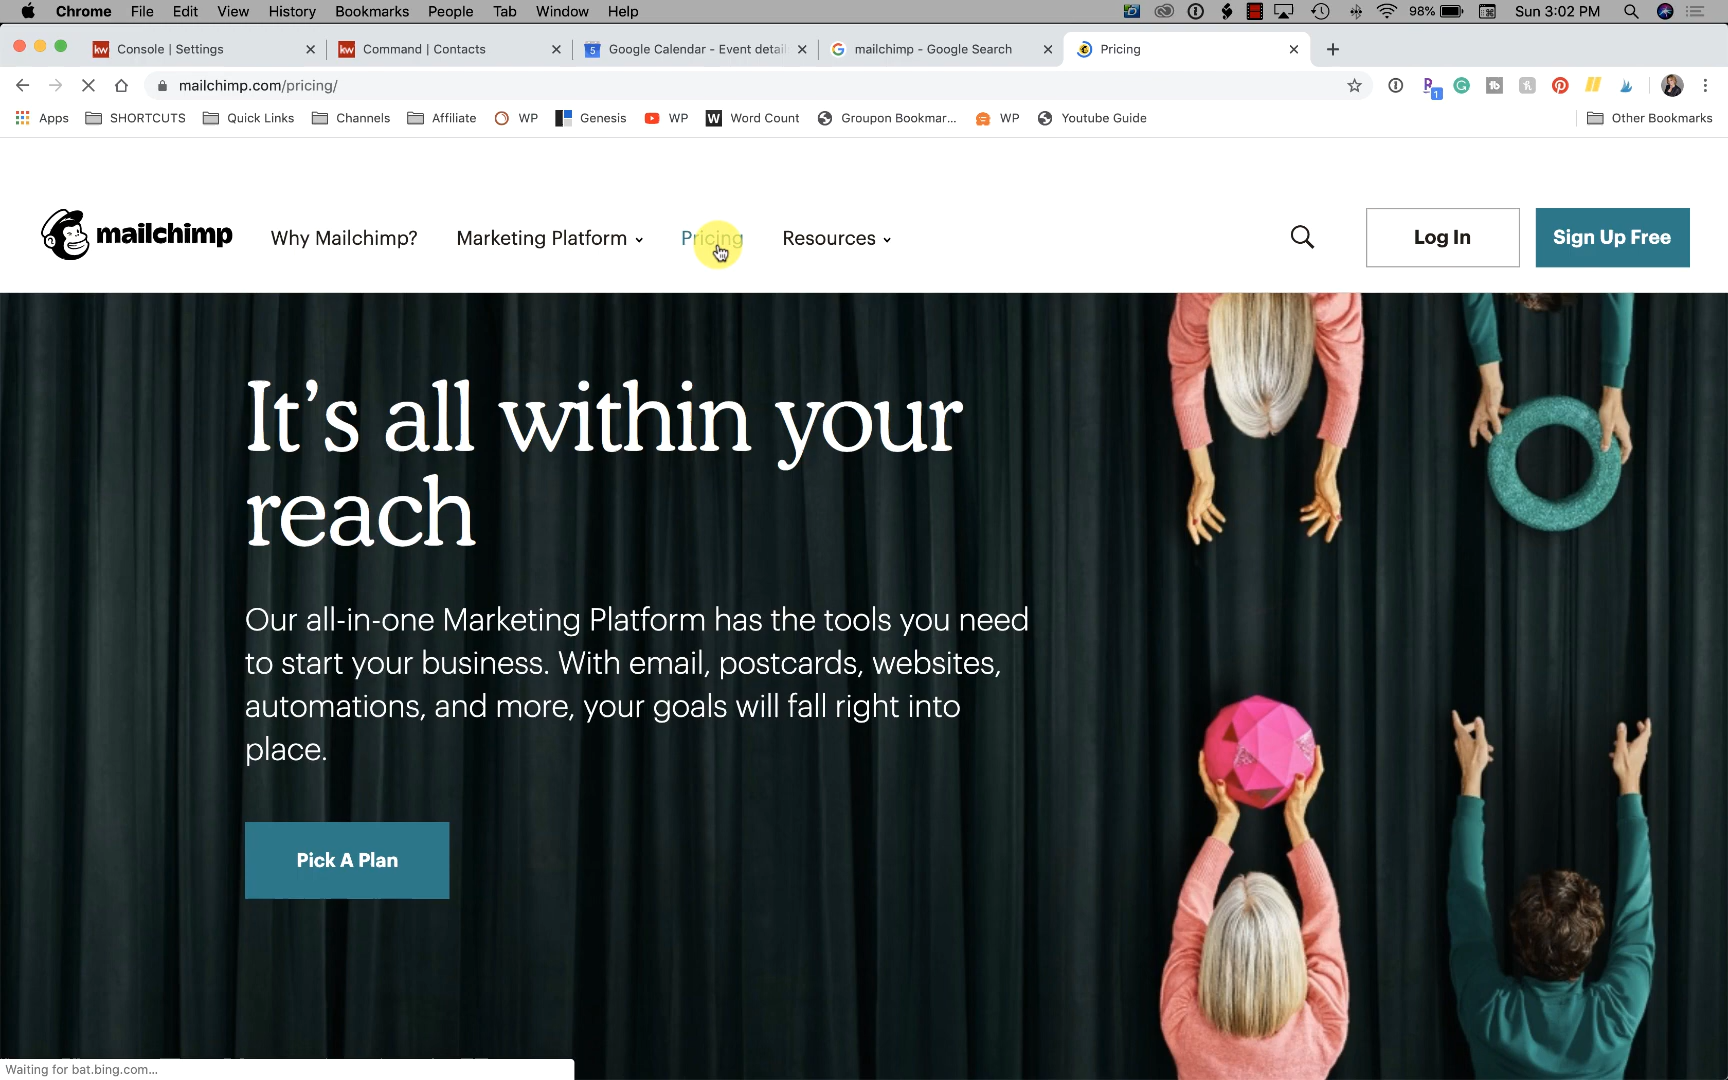 Chrome File Edit View History Bookmarks People Tab Window Help 98% Sun 3:02 PM
Console | Settings Command | Contacts Google Calendar - Event detail mailchimp - Google Search Pricing
mailchimp.com/pricing/
Apps SHORTCUTS Quick Links Channels Affiliate WP Genesis WP Word Count Groupon Bookmar... WP Youtube Guide Other Bookmarks
mailchimp Why Mailchimp? Marketing Platform Pricing Resources Log In Sign Up Free
It's all within your
reach
Our all-in-one Marketing Platform has the tools you need
to start your business. With email, postcards, websites,
automations, and more, your goals will fall right into
place.
Pick A Plan
Waiting for bat.bing.com...